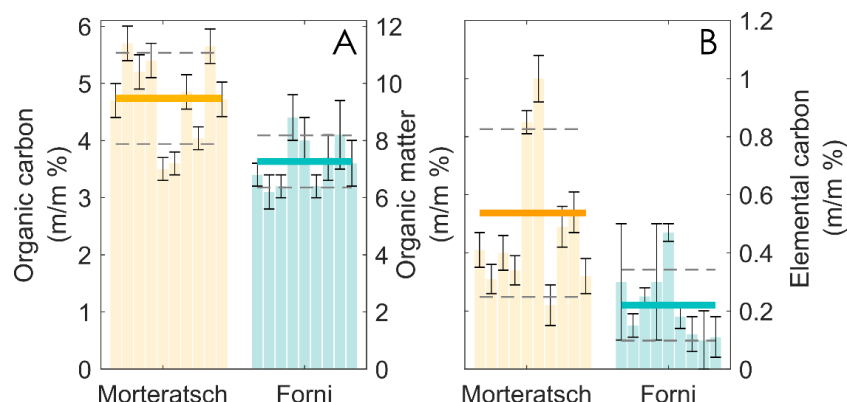 A
Organic carbon
(m/m %)
6
5
4
3
2
1
0
12
10
8
6
4
2
0
Organic matter
(m/m %)
Morteratsch
Forni
B
1.2
1
0.8
0.6
0.4
0.2
0
Elemental carbon
(m/m %)
Morteratsch
Forni